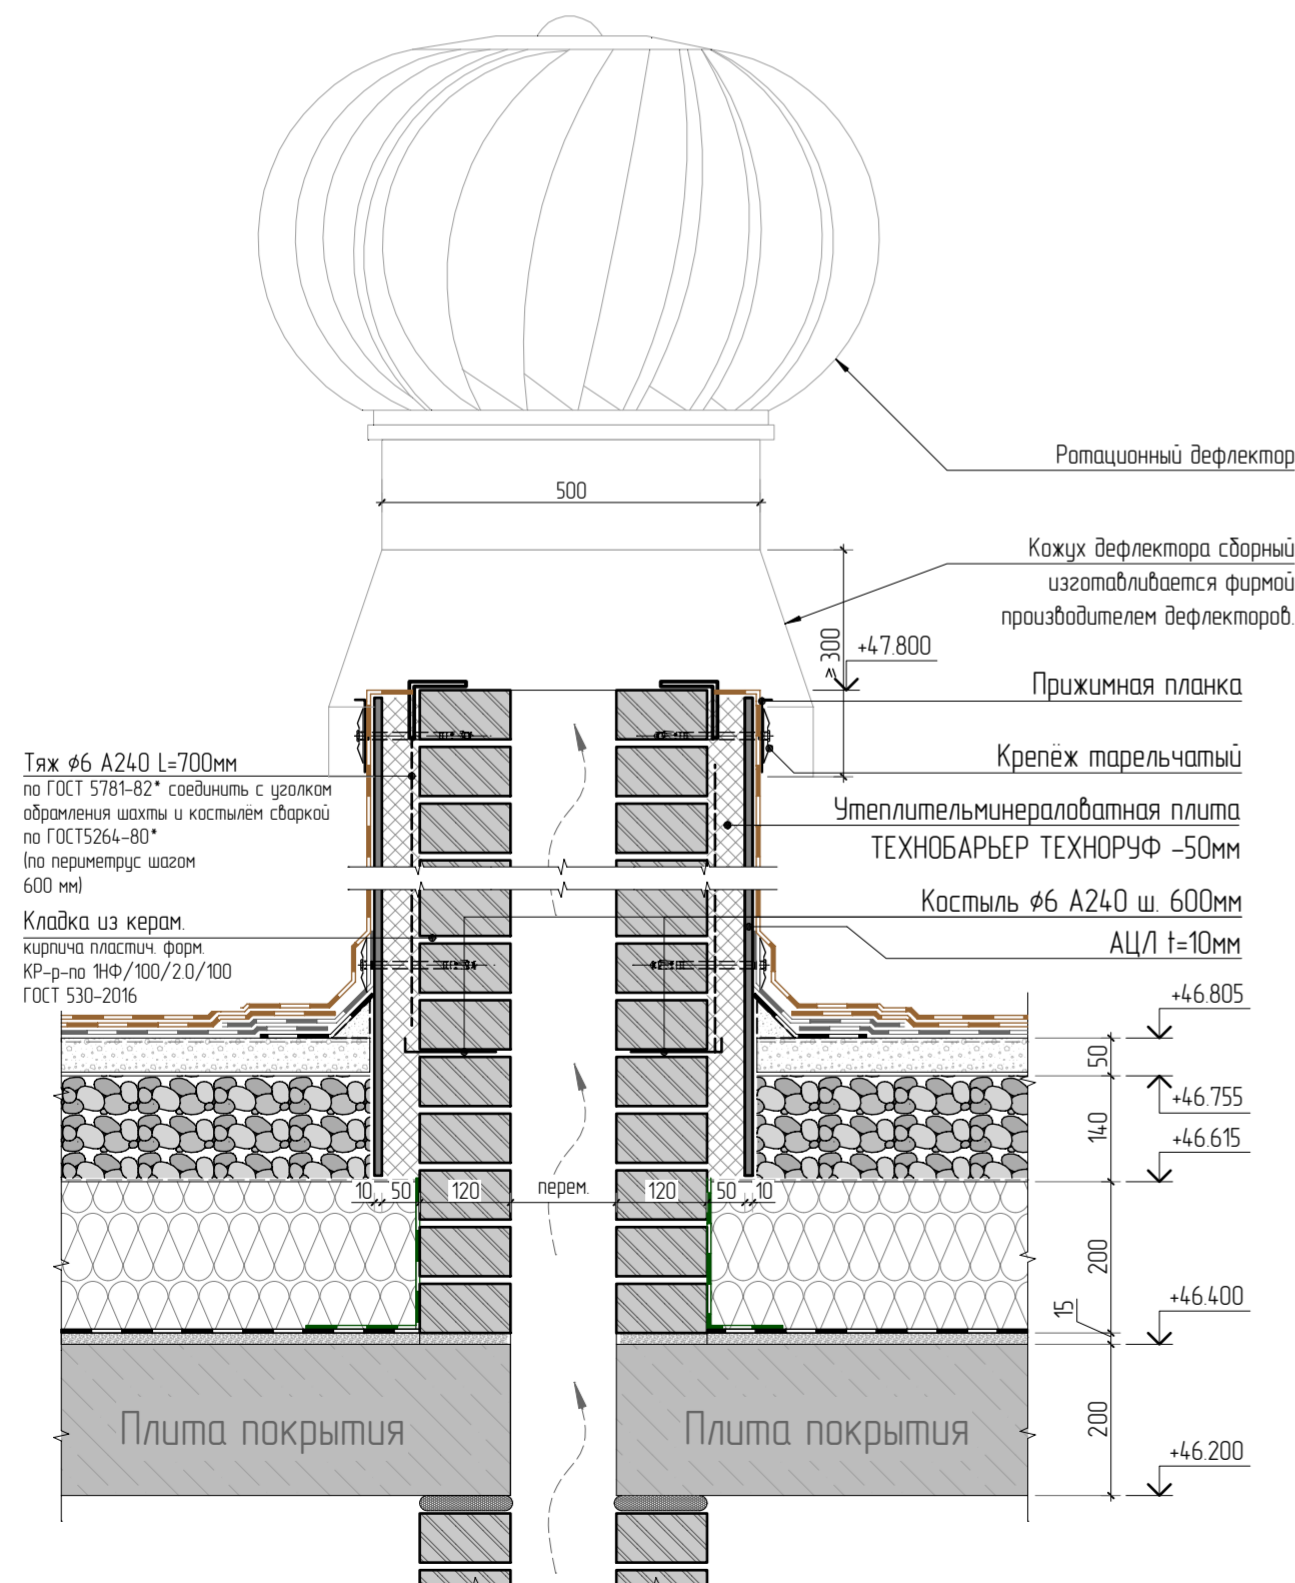 500
Ротационный дефлектор
Кожух дефлектора сборный
изготавливается фирмой
производителем дефлекторов.
≥300
+47.800
Прижимная планка
Крепёж тарельчатый
Утеплительминераловатная плита
ТЕХНОБАРЬЕР ТЕХНОРУФ -50мм
Костыль ϕ6 А240 ш. 600мм
АЦЛ t=10мм
Тяж ϕ6 А240 L=700мм
по ГОСТ 5781-82* соединить с уголком
обрамления шахты и костылём сваркой
по ГОСТ5264-80*
(по периметрус шагом
600 мм)
Кладка из керам.
кирпича пластич. форм.
КР-р-по 1НФ/100/2.0/100
ГОСТ 530-2016
+46.805
50
+46.755
140
+46.615
10 50 120 перем. 120 50 10
200
15
+46.400
200
+46.200
Плита покрытия
Плита покрытия